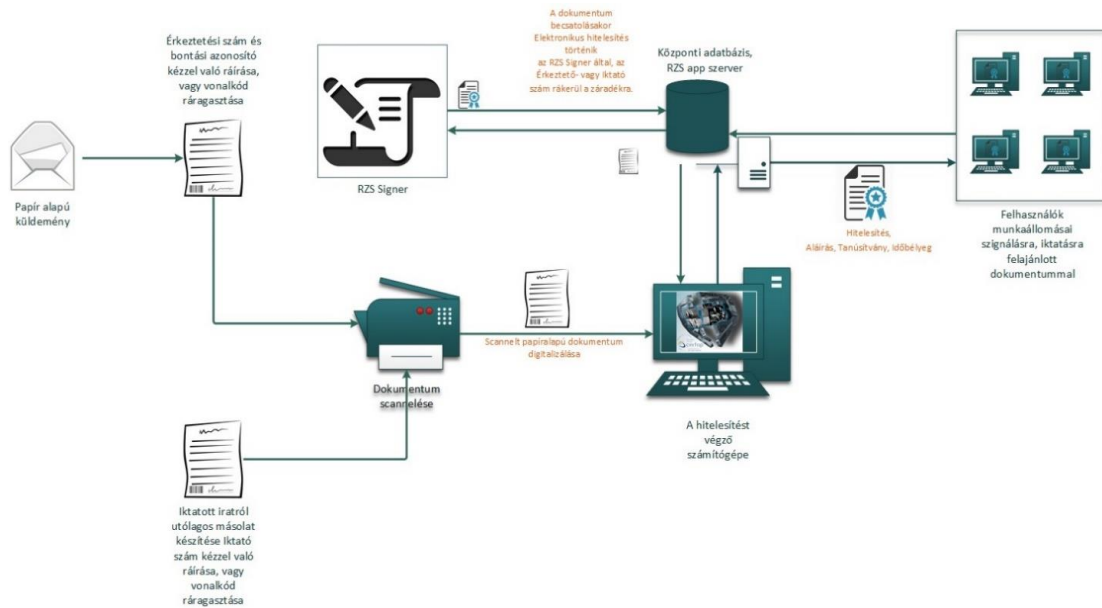 Érkeztetési szám és
bontási azonosító
kézzel való ráírása,
vagy vonalkód
ráragasztása
Papír alapú
küldemény
RZS Signer
A dokumentum
becsatolásakor
Elektronikus hitelesítés
történik
az RZS Signer által, az
Érkeztető- vagy Iktató
szám rákerül a záradékra.
Központi adatbázis,
RZS app szerver
Hitelesítés,
Aláírás, Tanúsítvány, Időbélyeg
Felhasználók
munkaállomásai
szignálásra, iktatásra
felajánlott
dokumentummal
Scannelt papíralapú dokumentum
digitalizálása
Dokumentum
scannelése
A hitelesítést
végző
számítógépe
Iktatott iratról
utólagos másolat
készítése Iktató
szám kézzel való
ráírása, vagy
vonalkód
ráragasztása